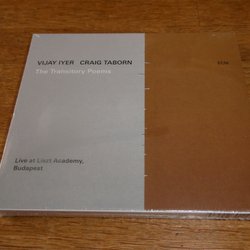 VIJAY IYER CRAIG TABORN
The Transitory Poems
ECM
Live at Liszt Academy,
Budapest